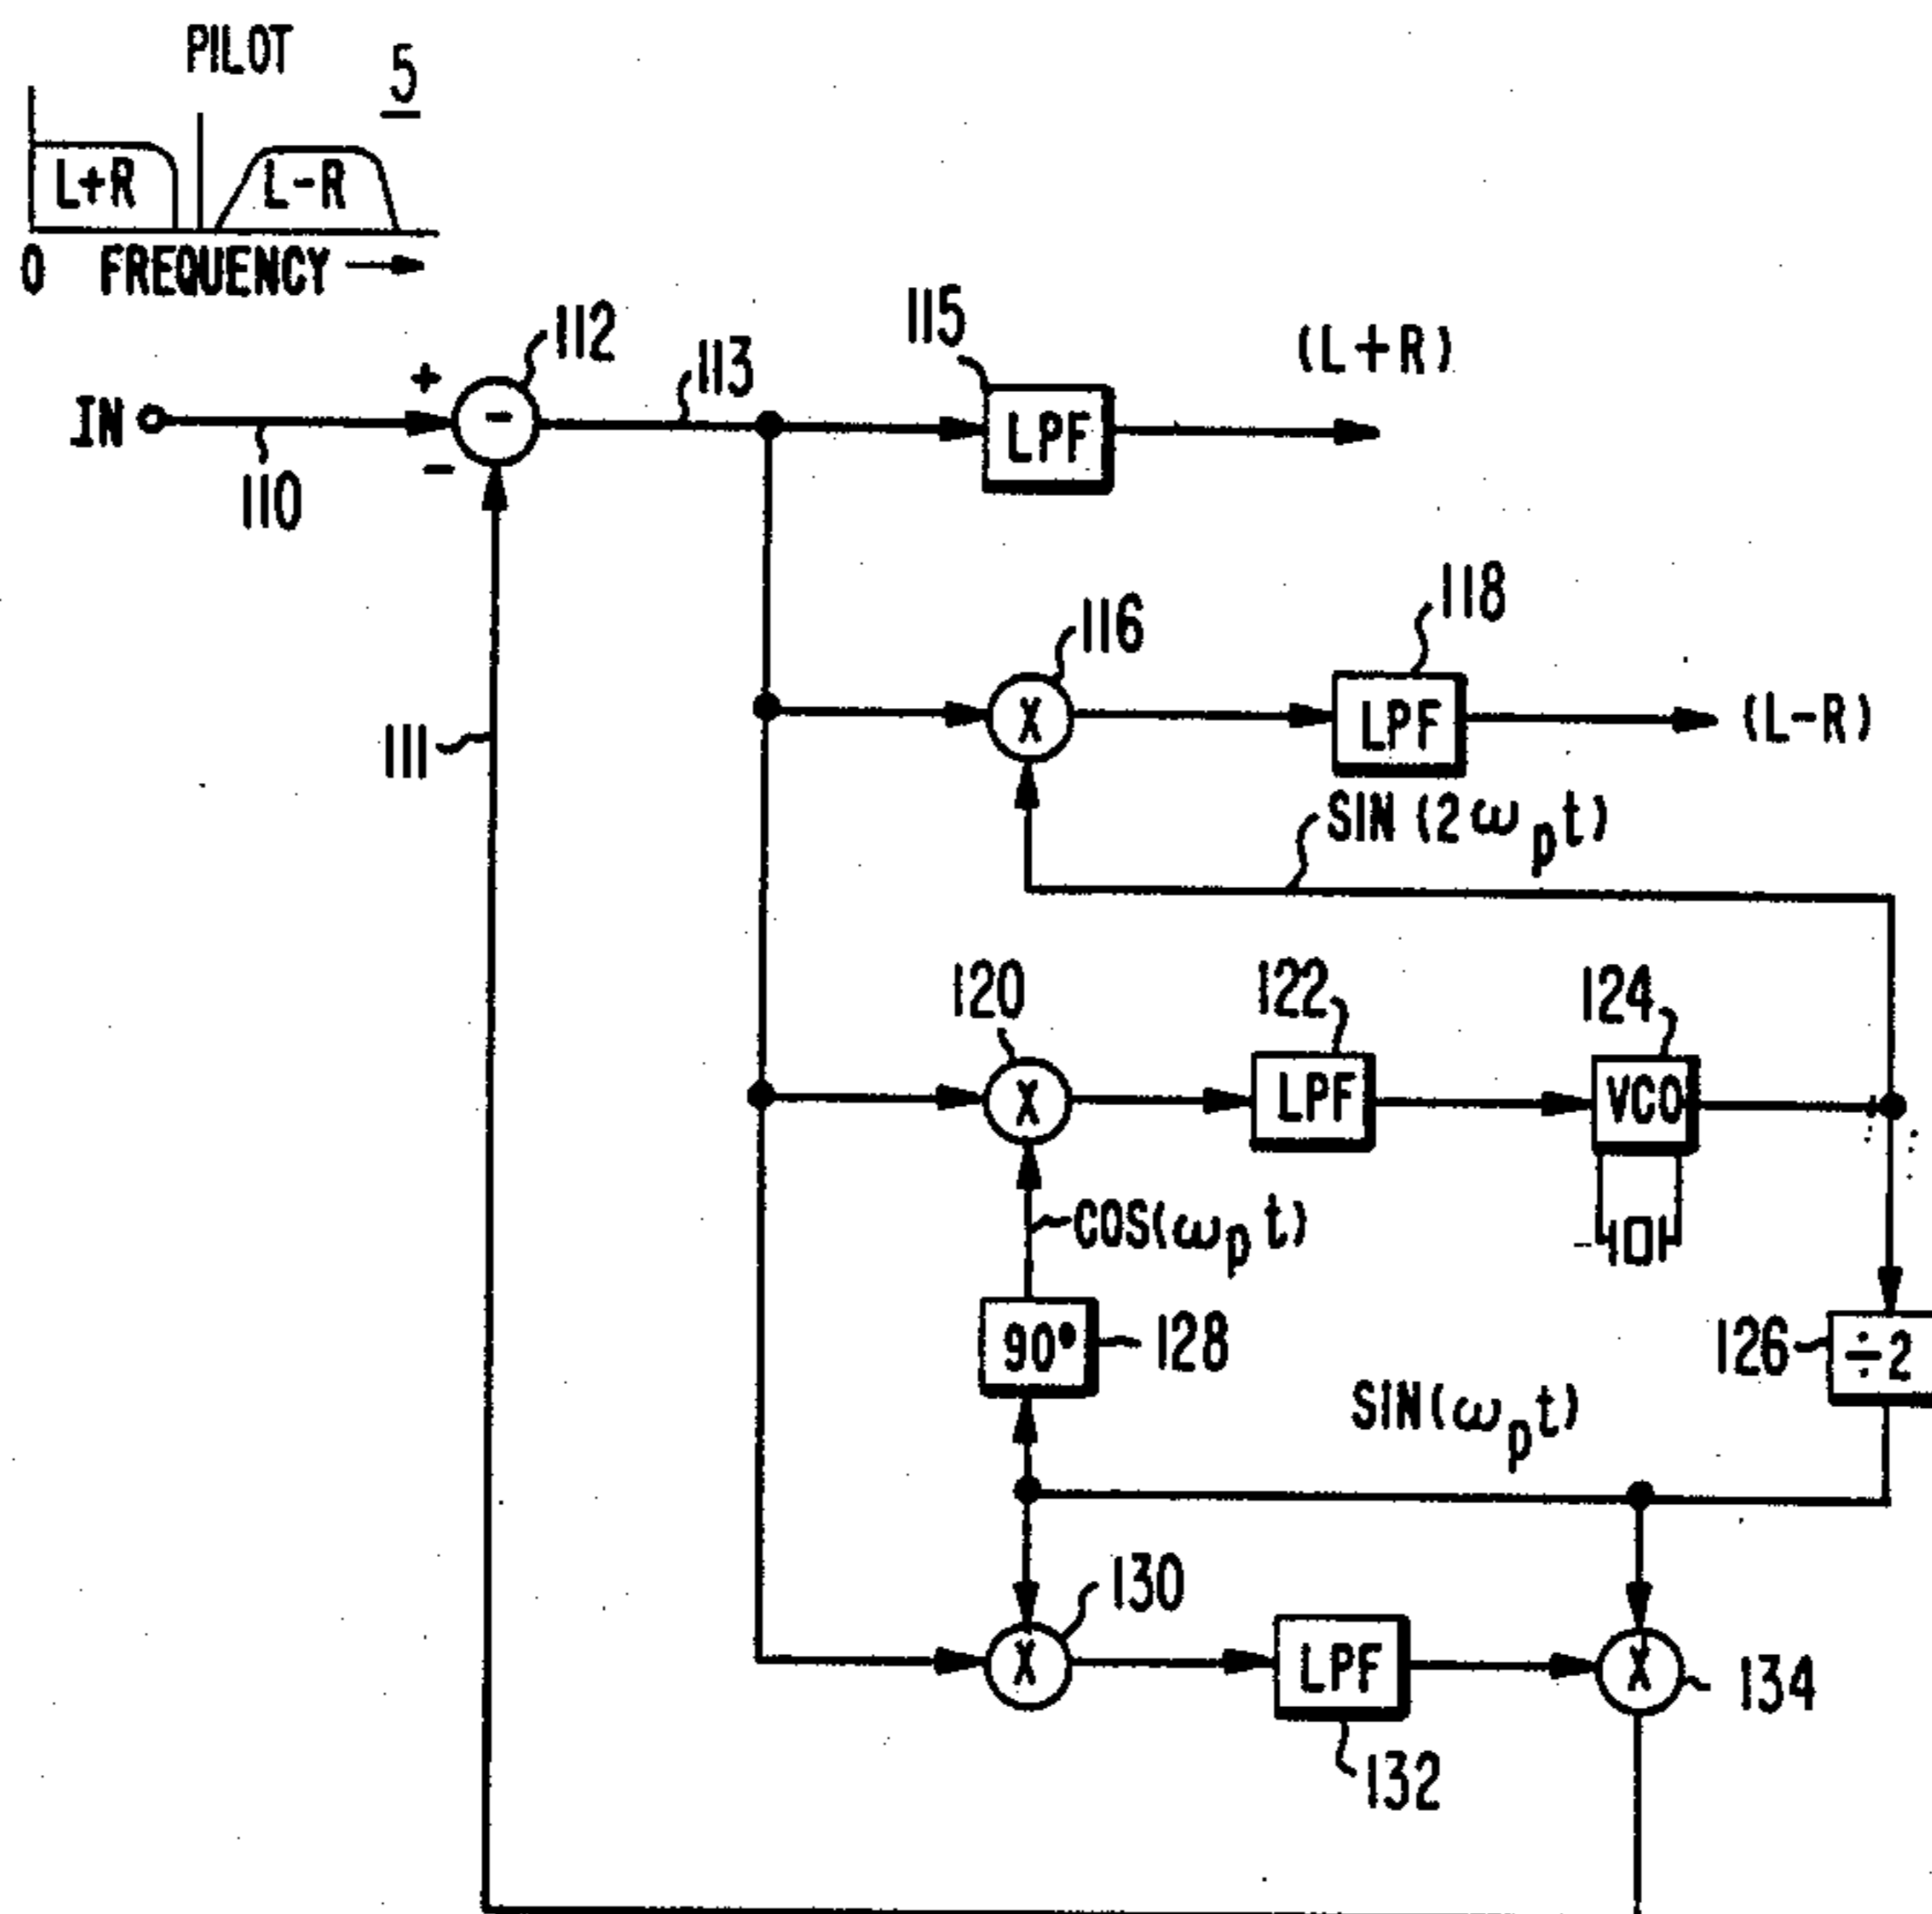 PILOT
5
L+R
L-R
0 FREQUENCY
112
115
(L+R)
113
+
IN
-
LPF
-
110
118
116
X
LPF
(L-R)
111
SIN (2ωpt)
120
122
124
X
LPF
VCO
COS(ωpt)
90°
128
126
÷2
SIN(ωpt)
130
X
LPF
X
134
132